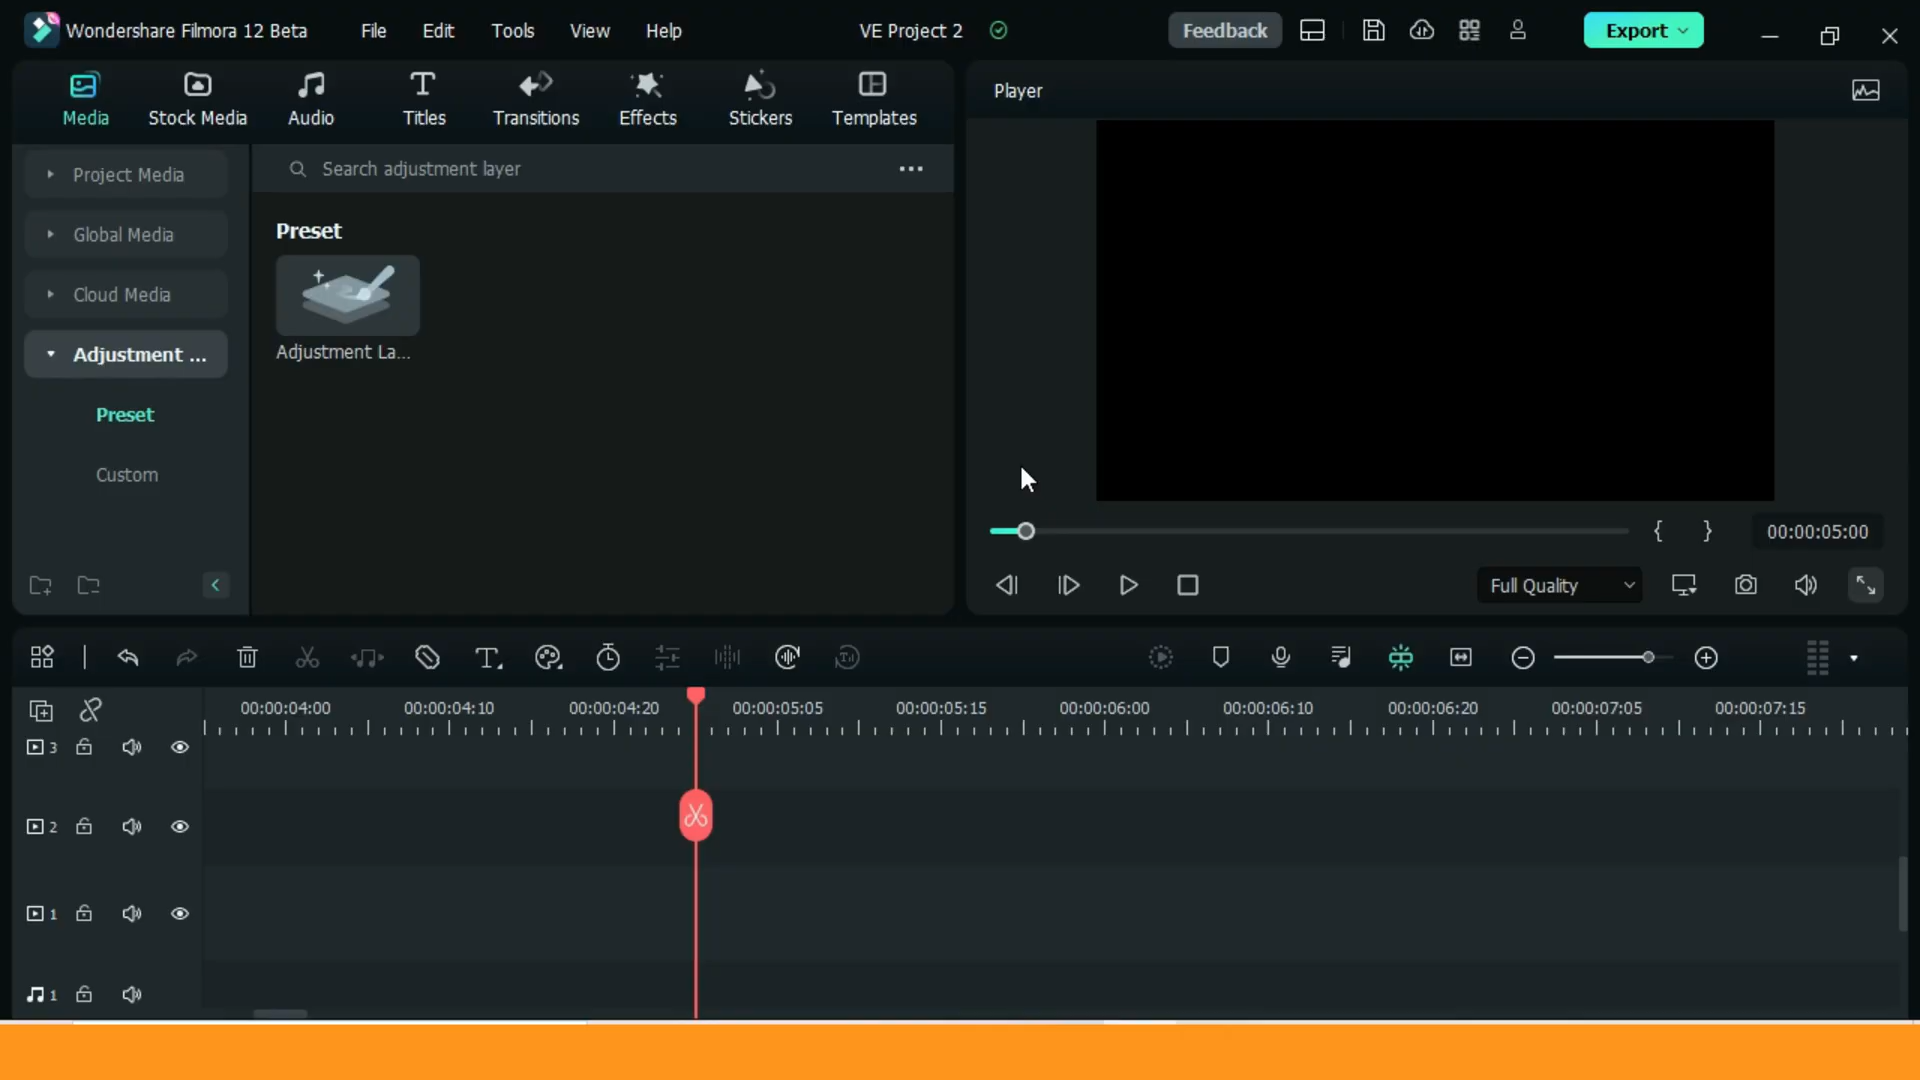 Wondershare Filmora 12 Beta
File
Edit
Tools
View
Help
VE Project 2
Feedback
Export
Media
Stock Media
Audio
Titles
Transitions
Effects
Stickers
Templates
Player
Project Media
Global Media
Cloud Media
Adjustment ...
Preset
Custom
Search adjustment layer
Preset
Adjustment La...
{ }
00:00:05:00
Full Quality
00:00:04:00
00:00:04:10
00:00:04:20
00:00:05:05
00:00:05:15
00:00:06:00
00:00:06:10
00:00:06:20
00:00:07:05
00:00:07:15
3
2
1
1